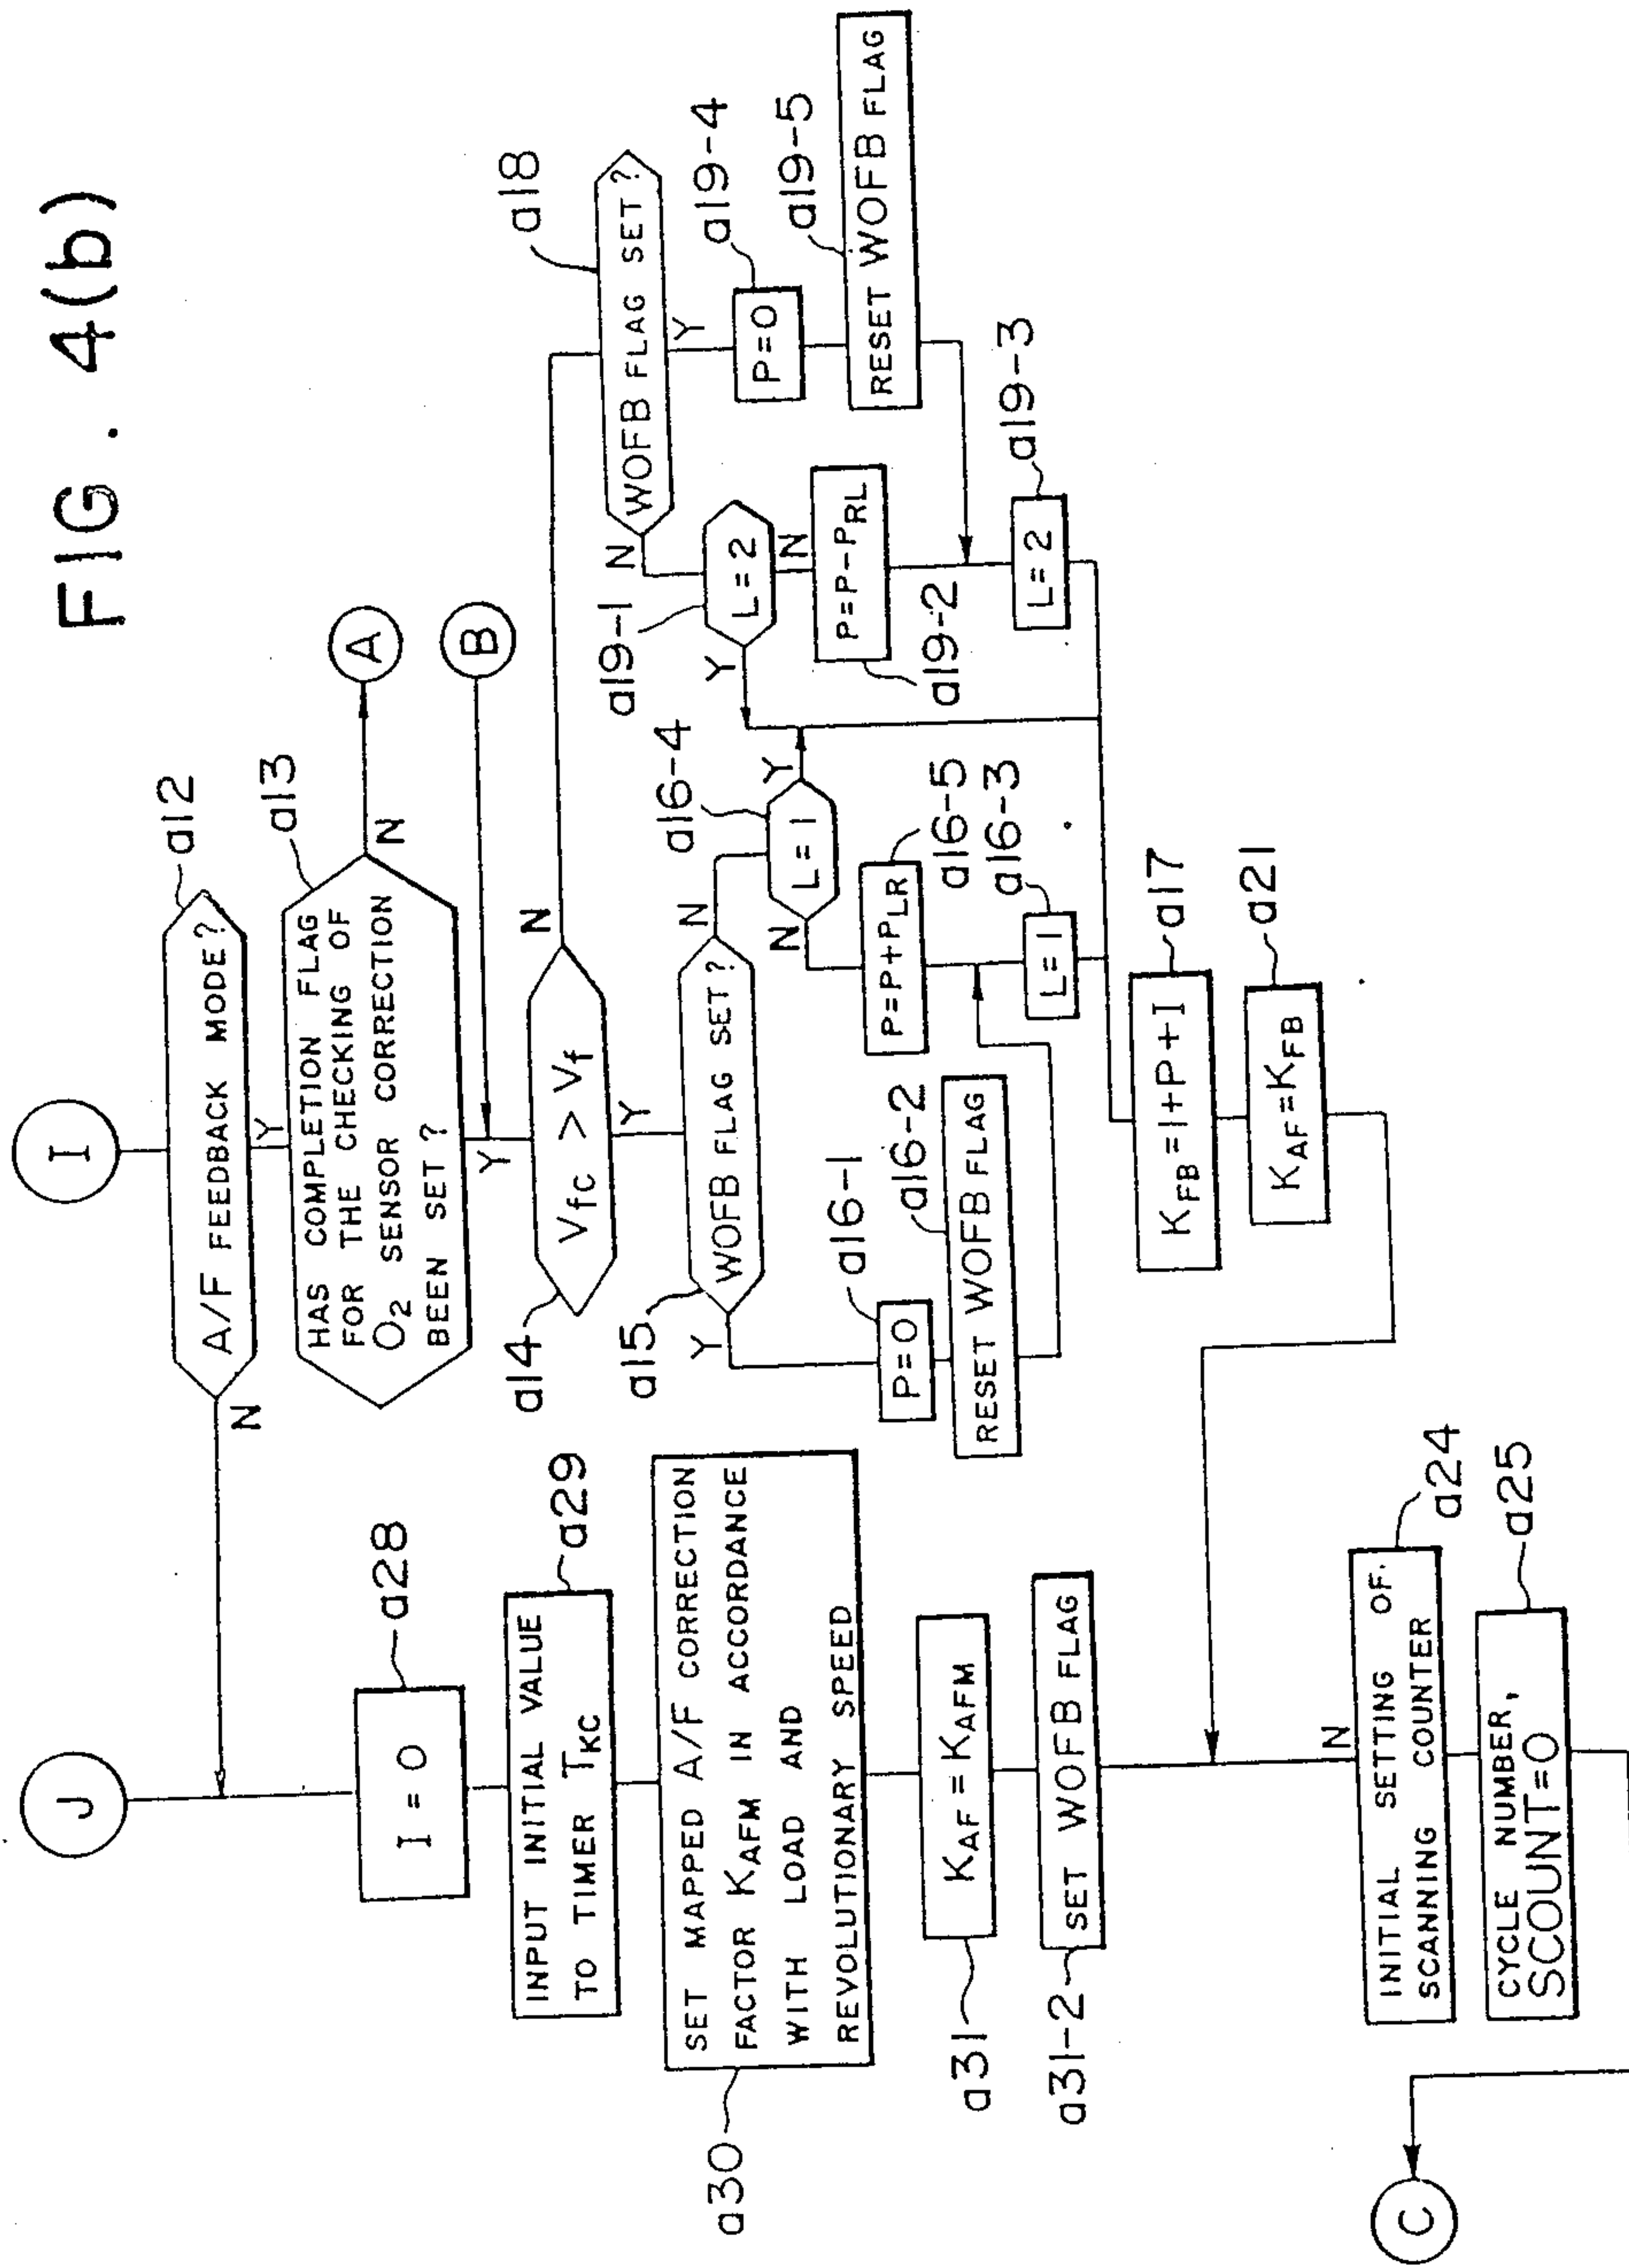 FIG. 4(b)
I
A/F FEEDBACK MODE?
a12
N
Y
HAS COMPLETION FLAG
FOR THE CHECKING OF
O2 SENSOR CORRECTION
BEEN SET ?
a13
N
A
Y
B
Vfc > Vf
a14
N
Y
WOFB FLAG SET?
a15
Y
N
P=0
a16-1
RESET WOFB FLAG
a16-2
L = 1
a16-4
Y
N
P=P+PLR
a16-5
L=1
a16-3
WOFB FLAG SET ?
a18
N
Y
L = 2
a19-1
Y
N
P=P-PRL
a19-2
P=0
a19-4
RESET WOFB FLAG
a19-5
L=2
a19-3
KFB=1+P+I
a17
KAF=KFB
a21
J
I = 0
a28
INPUT INITIAL VALUE
TO TIMER TKC
a29
SET MAPPED A/F CORRECTION
FACTOR KAFM IN ACCORDANCE
WITH LOAD AND
REVOLUTIONARY SPEED
a30
KAF = KAFM
a31
SET WOFB FLAG
a31-2
N
INITIAL SETTING OF
SCANNING COUNTER
a24
CYCLE NUMBER,
SCOUNT=0
a25
C